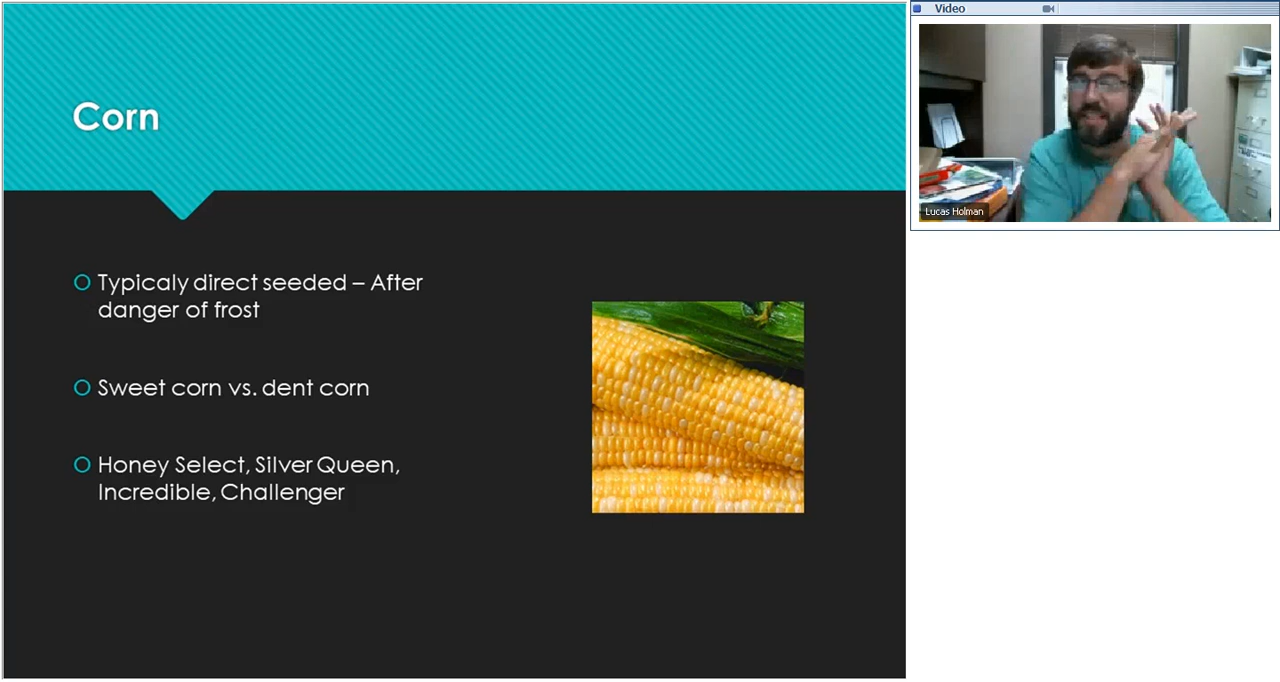 Corn
Typicaly direct seeded – After
danger of frost
Sweet corn vs. dent corn
Honey Select, Silver Queen,
Incredible, Challenger
Video
Lucas Holman